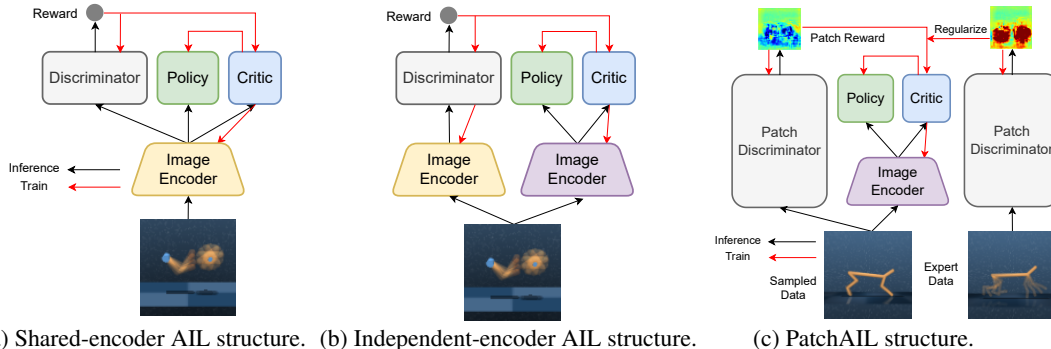 Reward
Discriminator
Policy
Critic
Image
Encoder
Inference
Train
) Shared-encoder AIL structure.
Reward
Discriminator
Policy
Critic
Image
Encoder
Image
Encoder
(b) Independent-encoder AIL structure.
Patch Reward
Regularize
Patch
Discriminator
Policy
Critic
Image
Encoder
Patch
Discriminator
Inference
Train
Sampled
Data
Expert
Data
(c) PatchAIL structure.